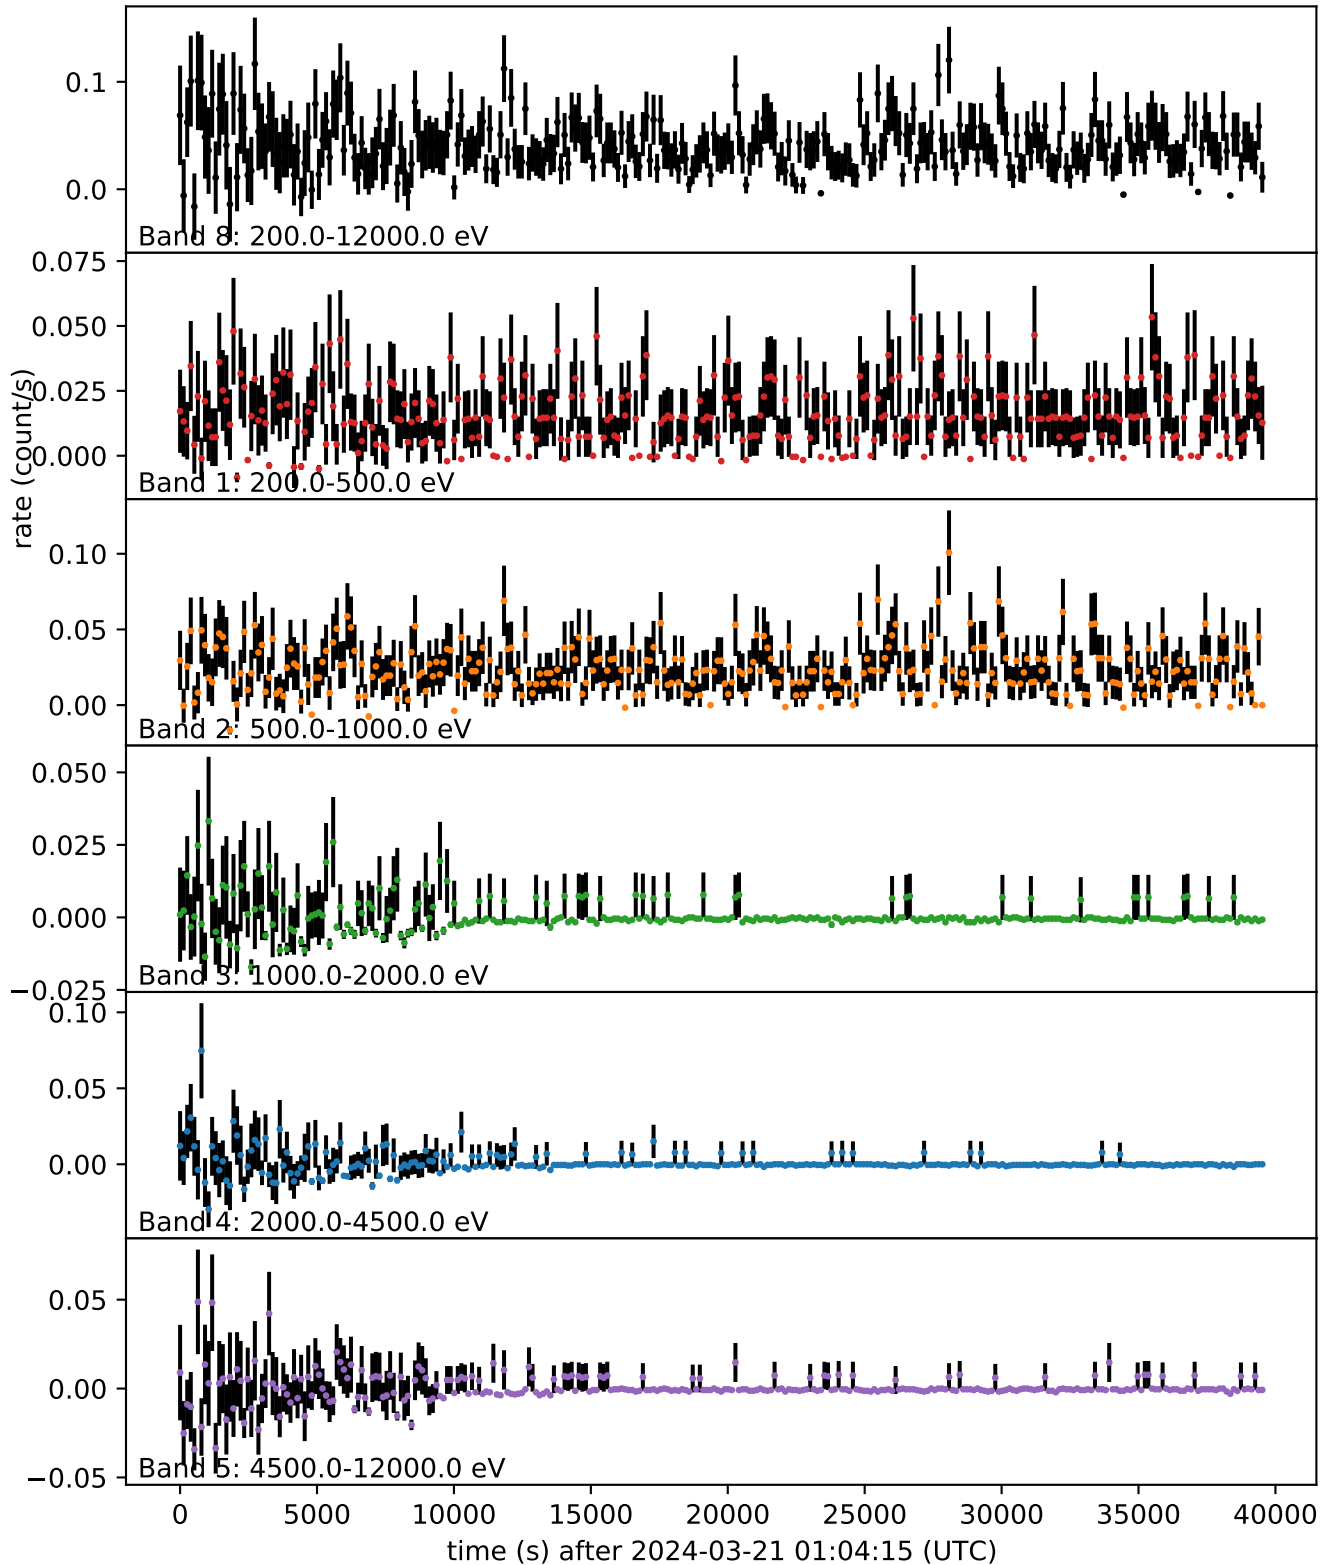 0.1
0.0
Band 8: 200.0-12000.0 eV
0.075
0.050
0.025
0.000
Band 1: 200.0-500.0 eV
rate (count/s)
0.10
0.05
0.00
Band 2: 500.0-1000.0 eV
0.050
0.025
0.000
−0.025
Band 3: 1000.0-2000.0 eV
0.10
0.05
0.00
Band 4: 2000.0-4500.0 eV
0.05
0.00
−0.05
Band 5: 4500.0-12000.0 eV
0 5000 10000 15000 20000 25000 30000 35000 40000
time (s) after 2024-03-21 01:04:15 (UTC)